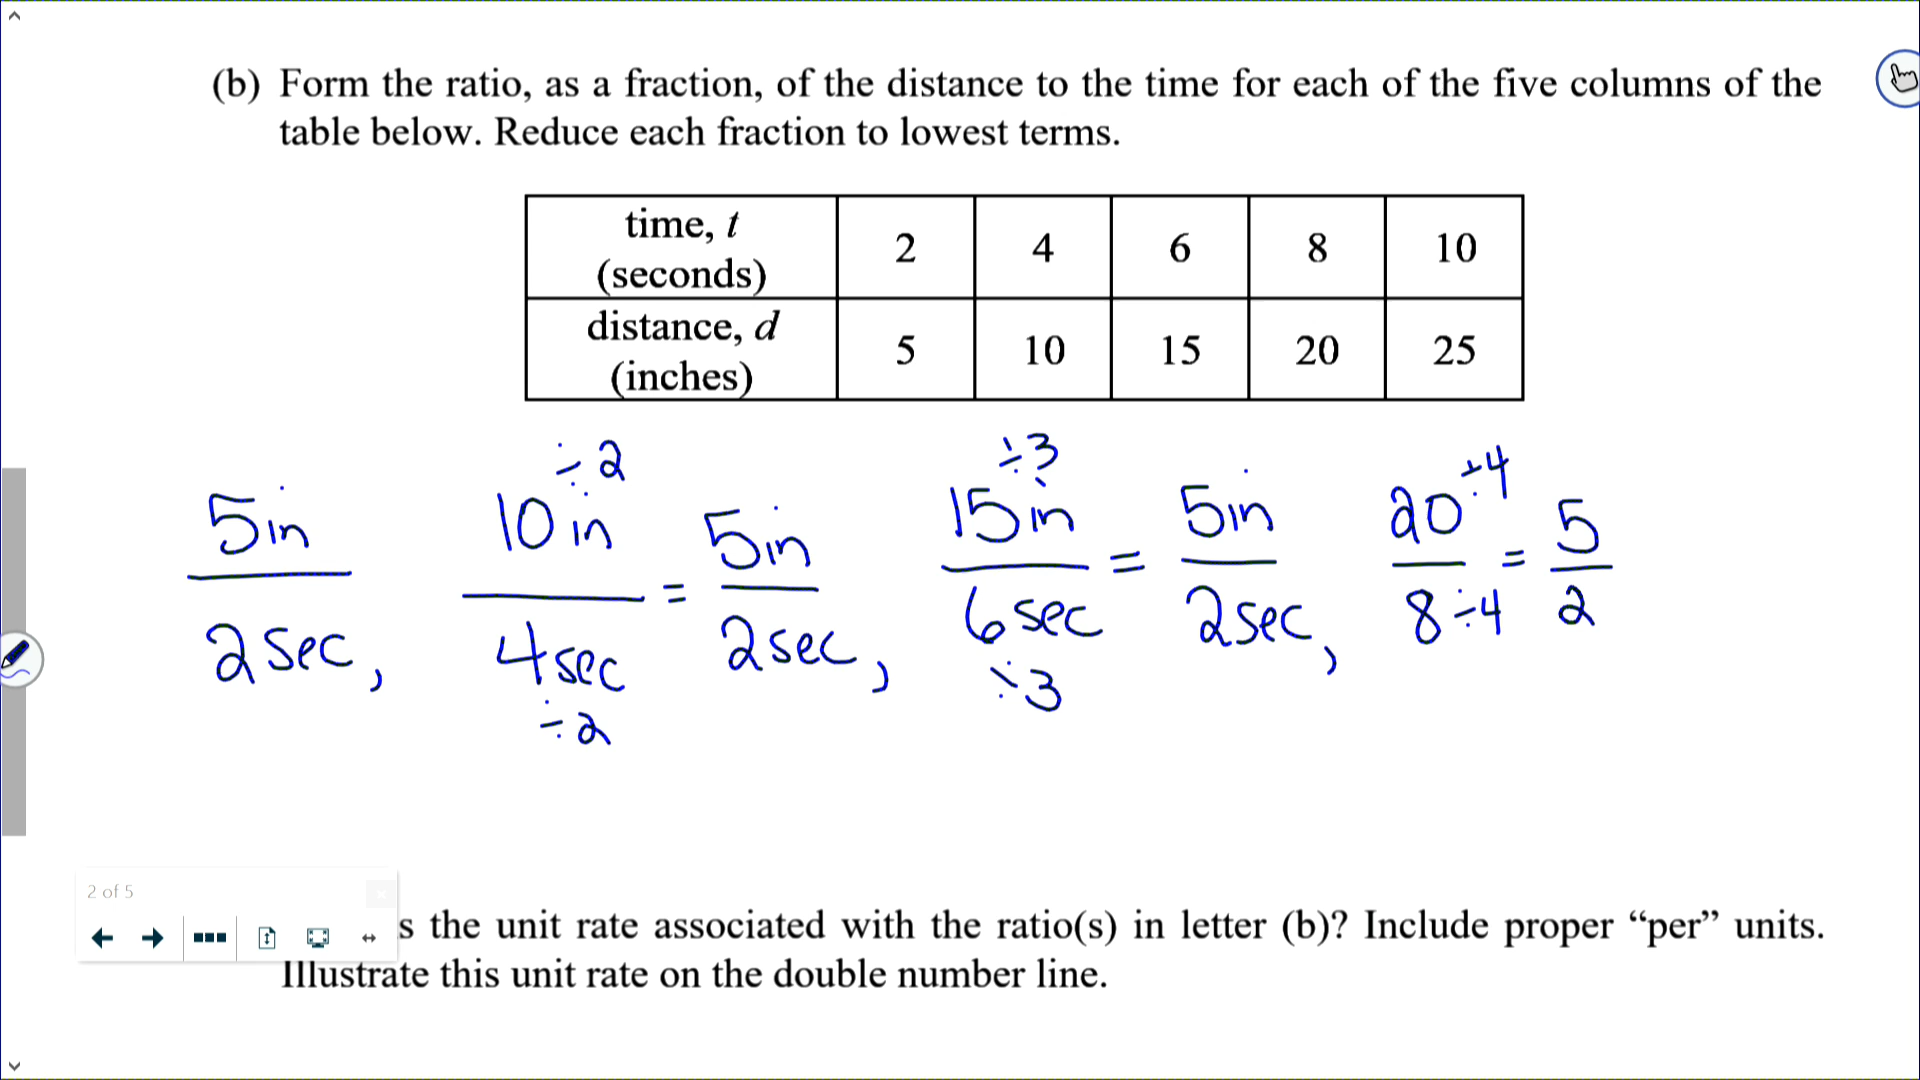 (b) Form the ratio, as a fraction, of the distance to the time for each of the five columns of the
table below. Reduce each fraction to lowest terms.
time, t
(seconds) 2 4 6 8 10
distance, d
(inches) 5 10 15 20 25
÷2 ÷3 ÷4
5in 10in 5in 15in 5in 20 5
= = =
2sec, 4sec 2sec, 6sec 2sec, 8÷4 2
÷2 ÷3
2 of 5
s the unit rate associated with the ratio(s) in letter (b)? Include proper “per” units.
Illustrate this unit rate on the double number line.